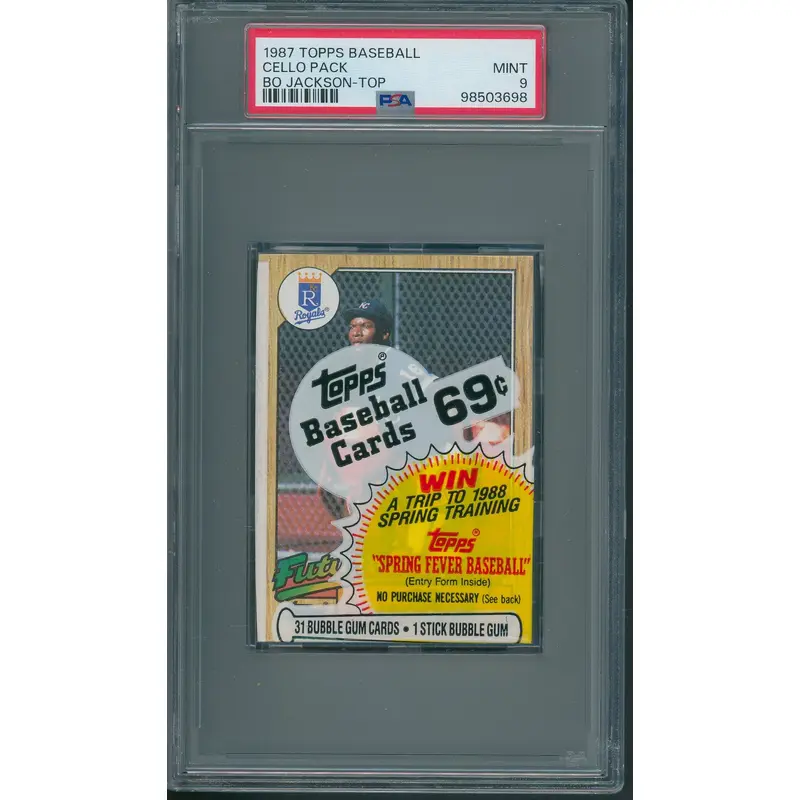 1987 TOPPS BASEBALL
CELLO PACK MINT
BO JACKSON-TOP 9
PSA 98503698
R
Royals®
KC
Topps®
Baseball
Cards
69¢
WIN
A TRIP TO 1988
SPRING TRAINING
Topps®
"SPRING FEVER BASEBALL"
(Entry Form Inside)
NO PURCHASE NECESSARY (See back)
Futu
31 BUBBLE GUM CARDS • 1 STICK BUBBLE GUM